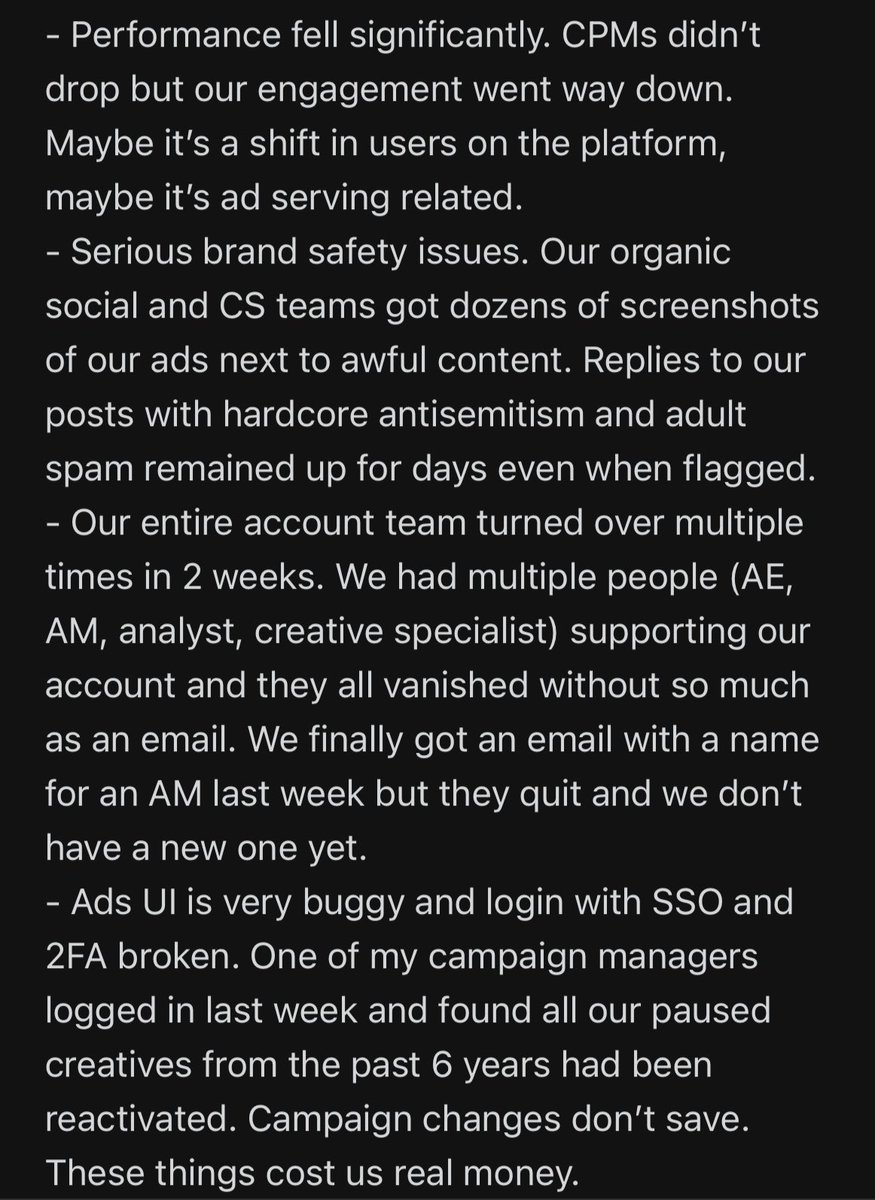 - Performance fell significantly. CPMs didn’t
drop but our engagement went way down.
Maybe it’s a shift in users on the platform,
maybe it’s ad serving related.
- Serious brand safety issues. Our organic
social and CS teams got dozens of screenshots
of our ads next to awful content. Replies to our
posts with hardcore antisemitism and adult
spam remained up for days even when flagged.
- Our entire account team turned over multiple
times in 2 weeks. We had multiple people (AE,
AM, analyst, creative specialist) supporting our
account and they all vanished without so much
as an email. We finally got an email with a name
for an AM last week but they quit and we don’t
have a new one yet.
- Ads UI is very buggy and login with SSO and
2FA broken. One of my campaign managers
logged in last week and found all our paused
creatives from the past 6 years had been
reactivated. Campaign changes don’t save.
These things cost us real money.